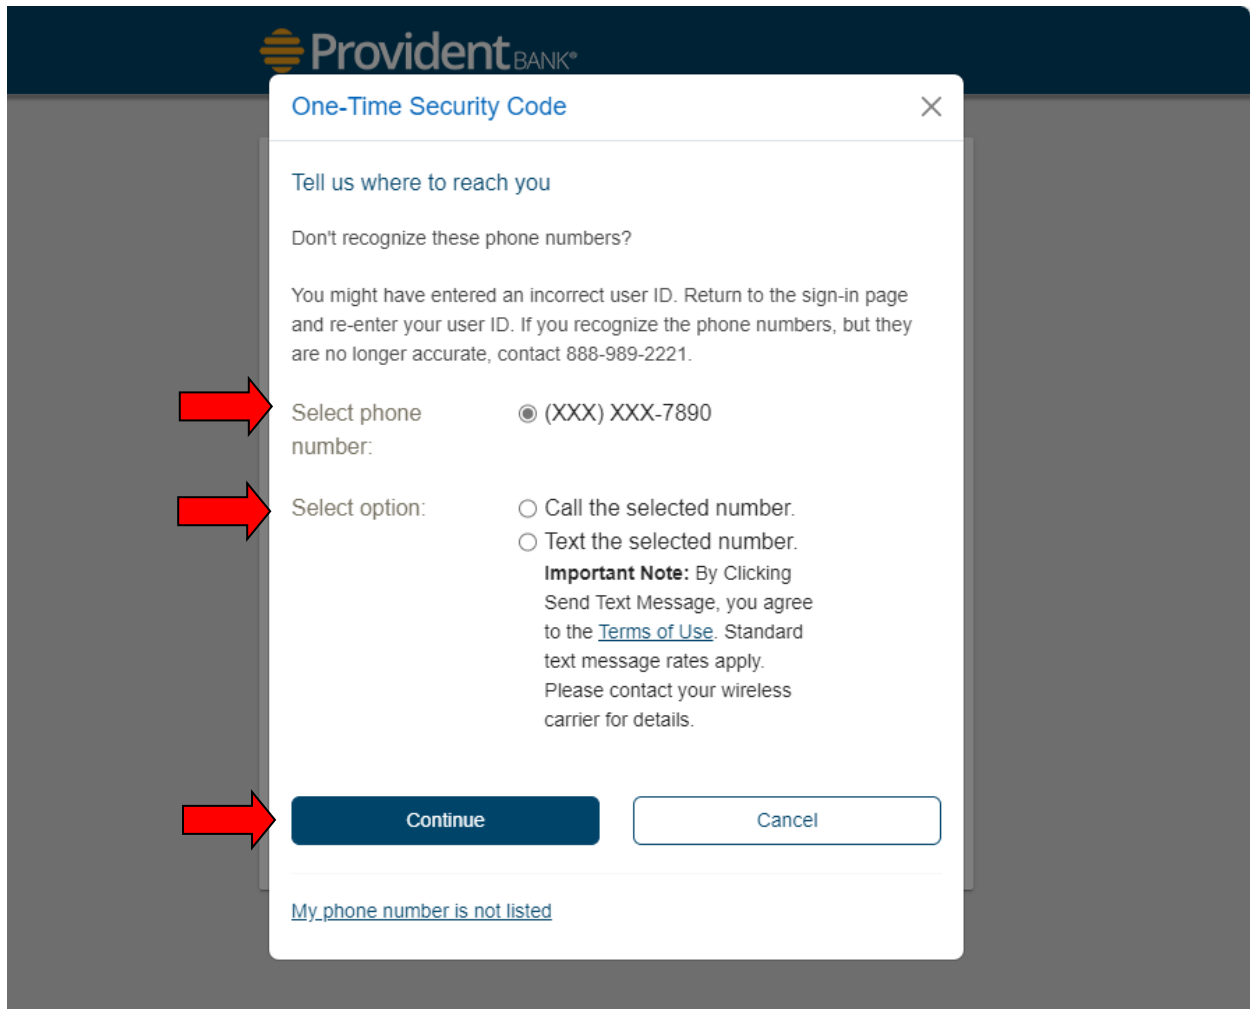 Provident BANK®
One-Time Security Code
Tell us where to reach you
Don't recognize these phone numbers?
You might have entered an incorrect user ID. Return to the sign-in page
and re-enter your user ID. If you recognize the phone numbers, but they
are no longer accurate, contact 888-989-2221.
Select phone
number:
(XXX) XXX-7890
Select option:
Call the selected number.
Text the selected number.
Important Note: By Clicking
Send Text Message, you agree
to the Terms of Use. Standard
text message rates apply.
Please contact your wireless
carrier for details.
Continue
Cancel
My phone number is not listed